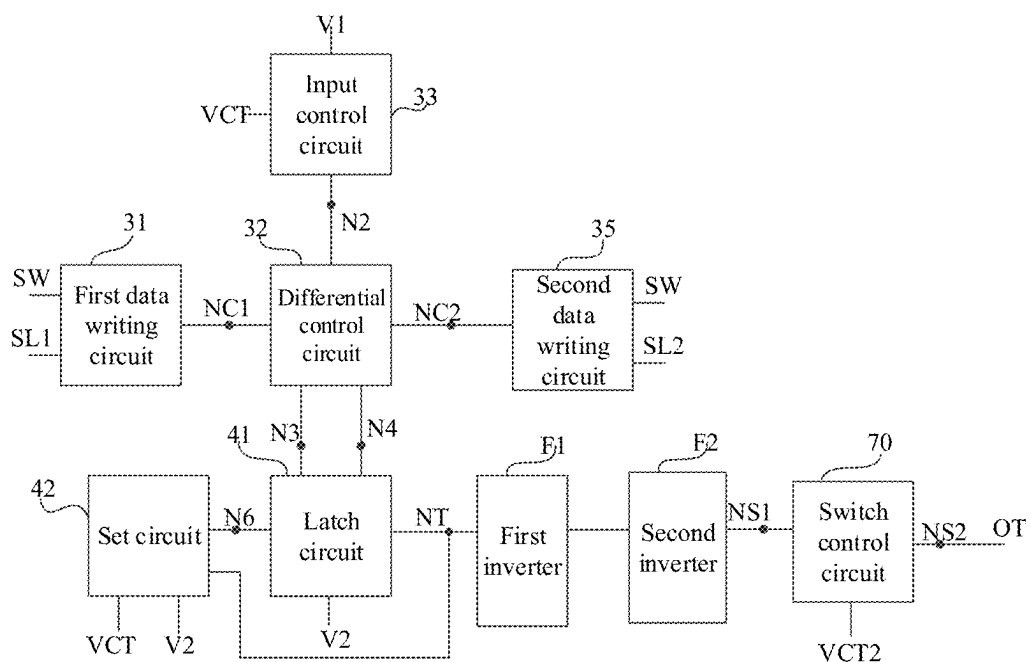 V1
Input
control
circuit
33
VCT
N2
31
32
35
SW
First data
writing
circuit
SL1
NC1
Differential
control
circuit
NC2
Second
data
writing
circuit
SW
SL2
N3
N4
41
F1
F2
70
42
Set circuit
N6
Latch
circuit
NT
First
inverter
Second
inverter
NS1
Switch
control
circuit
NS2
OT
VCT
V2
V2
VCT2